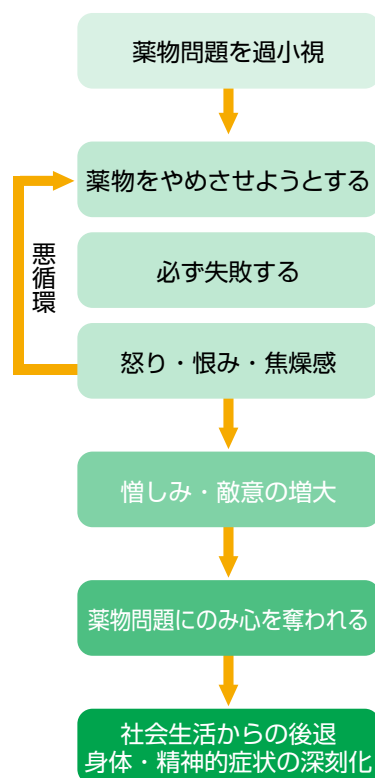 薬物問題を過小視
薬物をやめさせようとする
悪循環
必ず失敗する
怒り・恨み・焦燥感
憎しみ・敵意の増大
薬物問題にのみ心を奪われる
社会生活からの後退
身体・精神的症状の深刻化